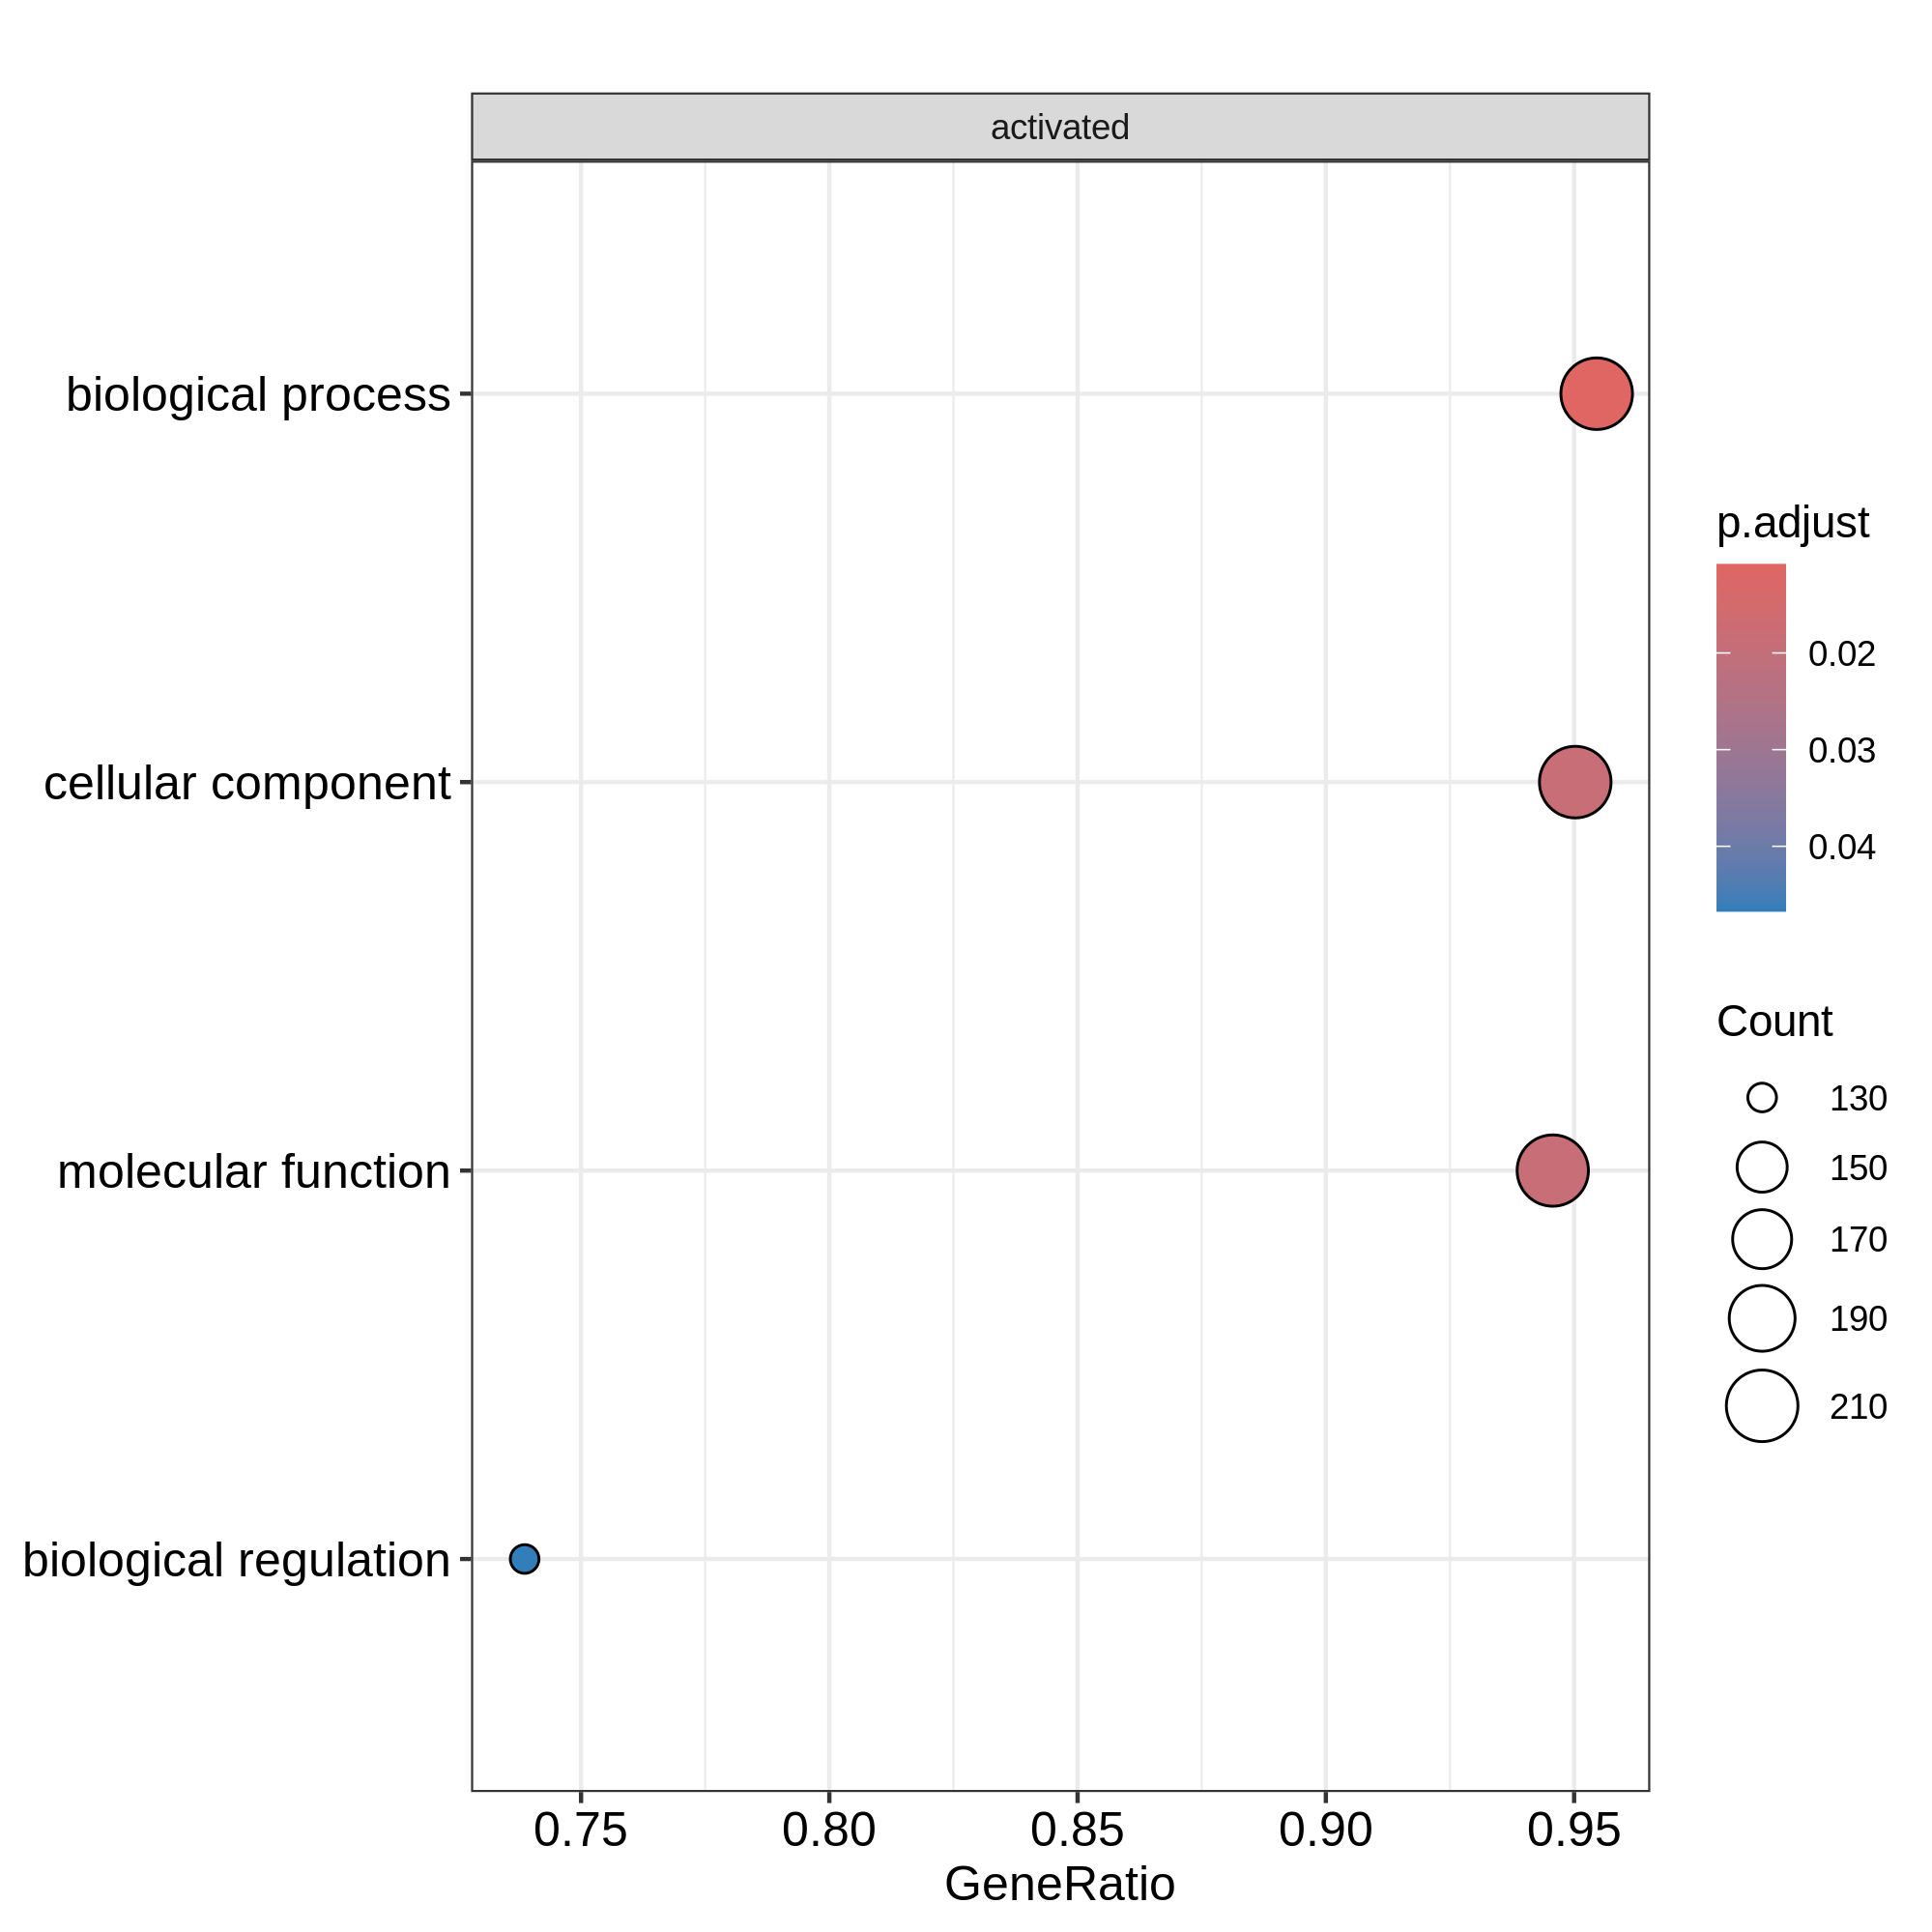 activated
biological process
cellular component
molecular function
biological regulation
0.75 0.80 0.85 0.90 0.95
GeneRatio
p.adjust
0.02
0.03
0.04
Count
130
150
170
190
210